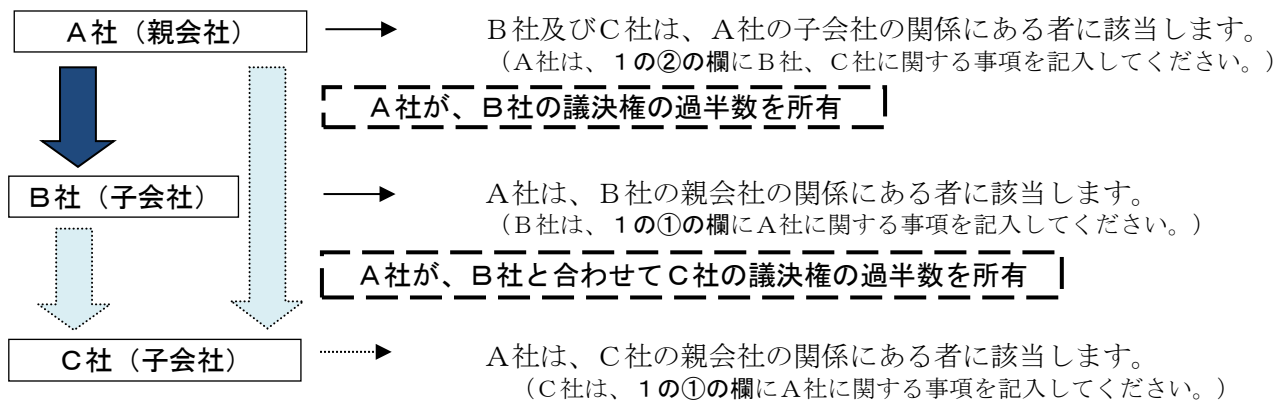 A社（親会社）
B社及びC社は、A社の子会社の関係にある者に該当します。
（A社は、１の②の欄にB社、C社に関する事項を記入してください。）
A社が、B社の議決権の過半数を所有
B社（子会社）
A社は、B社の親会社の関係にある者に該当します。
（B社は、１の①の欄にA社に関する事項を記入してください。）
A社が、B社と合わせてC社の議決権の過半数を所有
C社（子会社）
A社は、C社の親会社の関係にある者に該当します。
（C社は、１の①の欄にA社に関する事項を記入してください。）